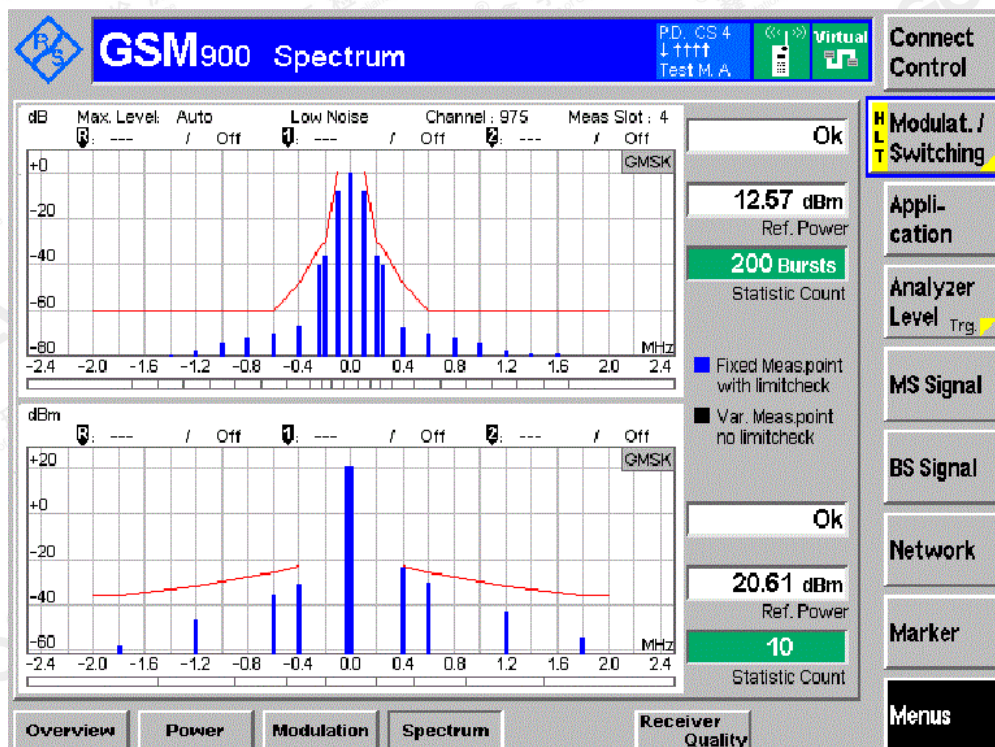 R/S
GSM900 Spectrum
PD. CS 4
Test M. A
Virtual
Connect Control
HLT
Modulat. / Switching
Appli-
cation
Analyzer
Level Trg.
MS Signal
BS Signal
Network
Marker
Menus
dB Max. Level: Auto Low Noise Channel : 975 Meas Slot : 4
R: --- / Off 1: --- / Off 2: --- / Off
GMSK
+0
-20
-40
-60
-80
MHz
-2.4 -2.0 -1.6 -1.2 -0.8 -0.4 0.0 0.4 0.8 1.2 1.6 2.0 2.4
Ok
12.57 dBm
Ref. Power
200 Bursts
Statistic Count
Fixed Meas.point
with limitcheck
Var. Meas.point
no limitcheck
dBm
R: --- / Off 1: --- / Off 2: --- / Off
GMSK
+20
+0
-20
-40
-60
MHz
-2.4 -2.0 -1.6 -1.2 -0.8 -0.4 0.0 0.4 0.8 1.2 1.6 2.0 2.4
Ok
20.61 dBm
Ref. Power
10
Statistic Count
Overview Power Modulation Spectrum Receiver Quality